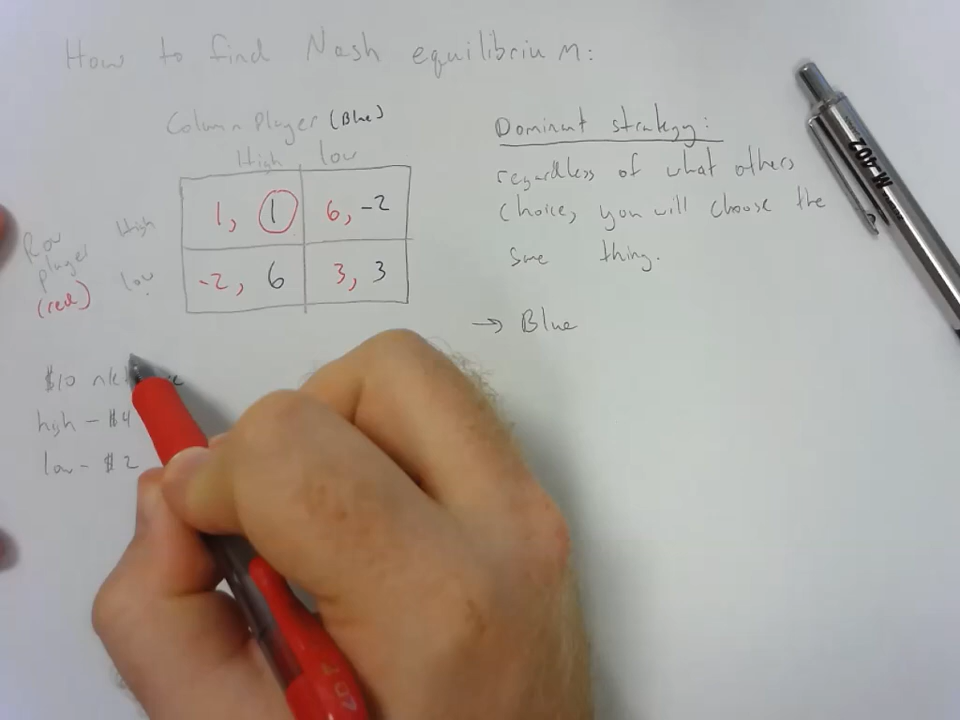 How to find Nash equilibrium:
Column Player (Blue)
High low
Row player (red)
High 1, 1 6, -2
low -2, 6 3, 3
Dominant strategy:
regardless of what others
choice, you will choose the
same thing.
→ Blue
$10
high - $4
low - $2
M 402